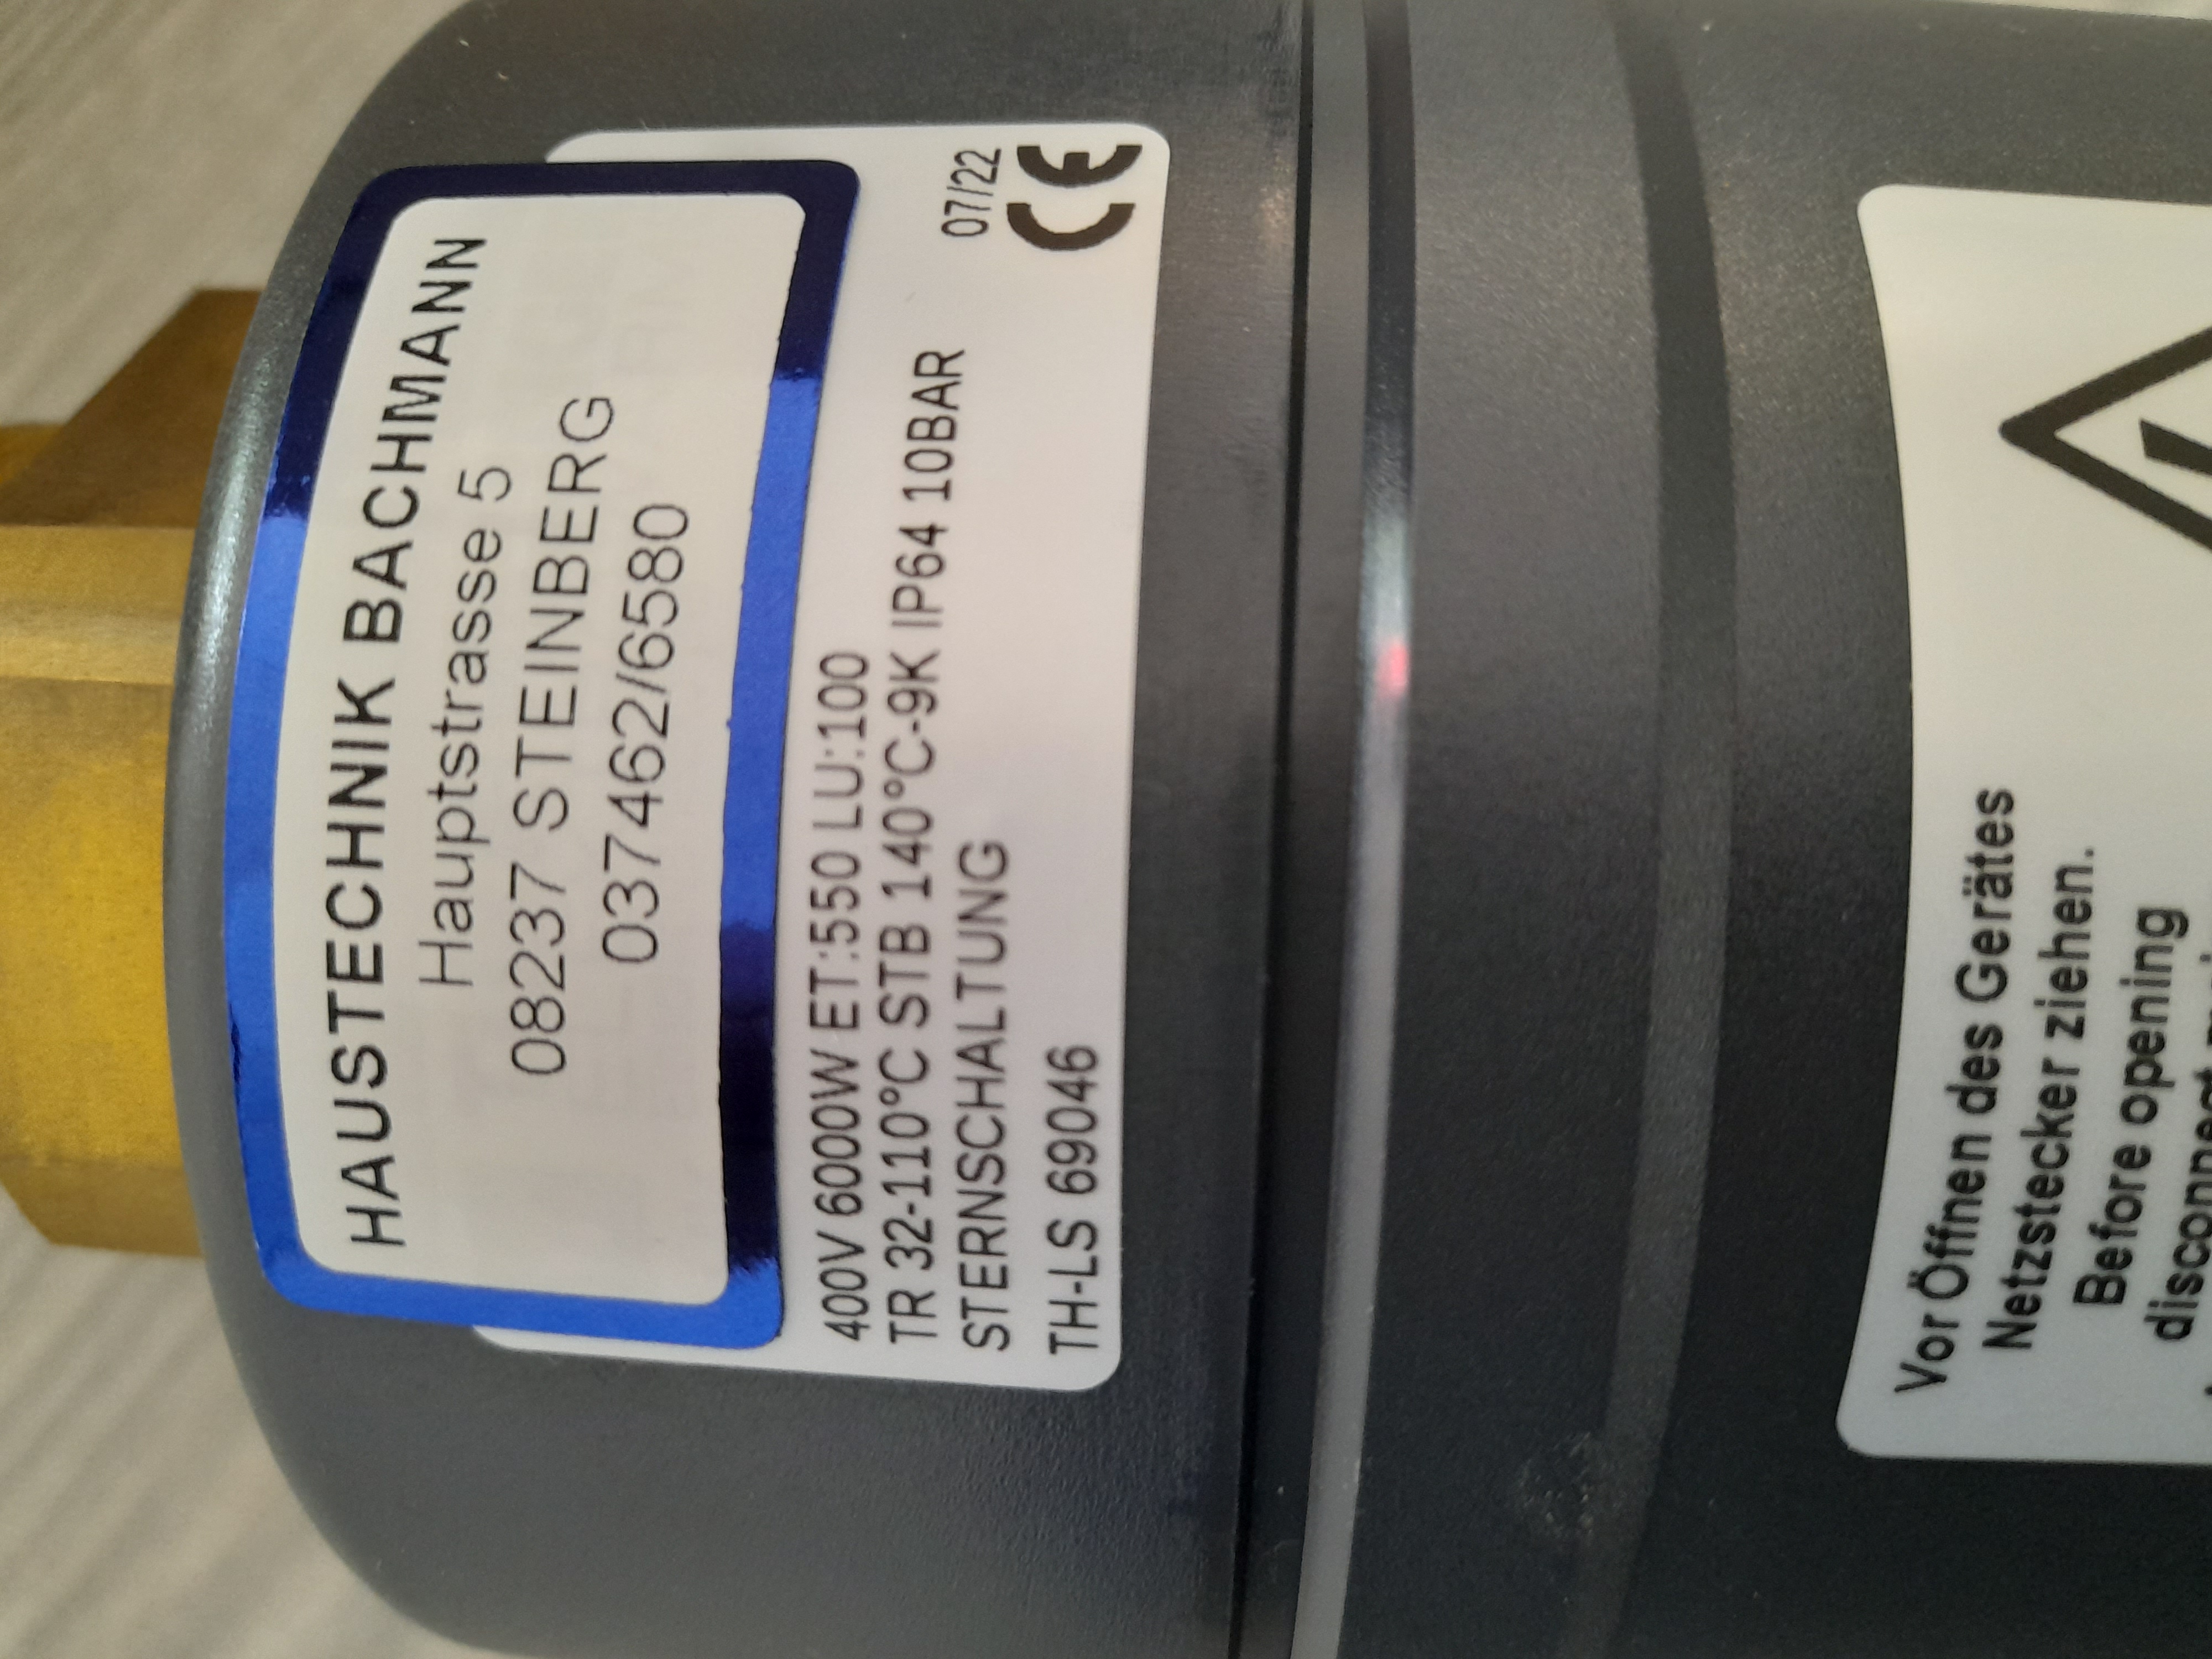 HAUSTECHNIK BACHMANN
Hauptstrasse 5
08237 STEINBERG
037462/6580
400V 6000W ET:550 LU:100
TR 32-110°C STB 140°C-9K IP64 10BAR
STERNSCHALTUNG
TH-LS 69046
07/22
CE
Vor Öffnen des Gerätes
Netzstecker ziehen.
Before opening
disconnect